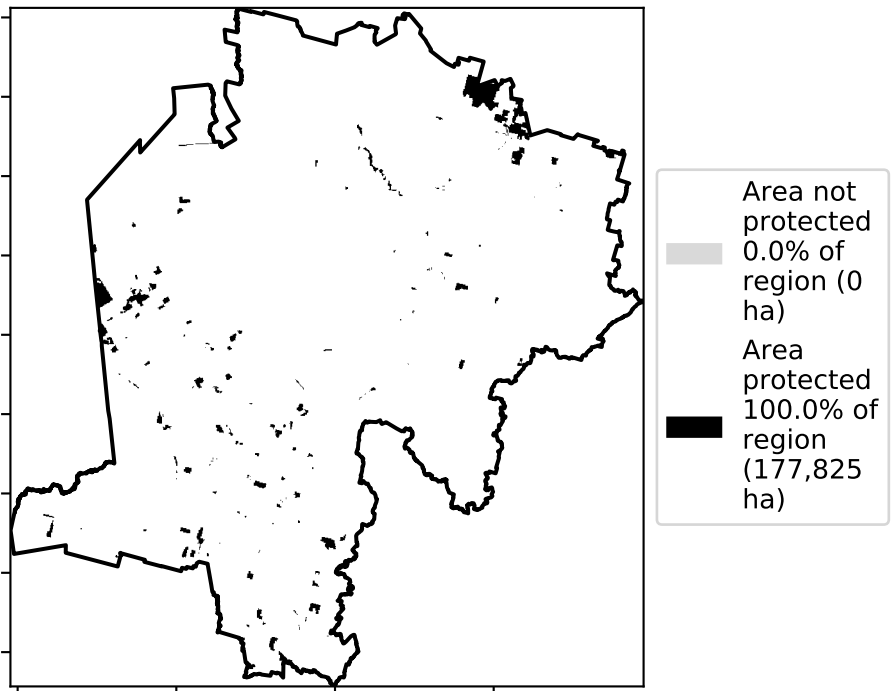 Area not
protected
0.0% of
region (0
ha)
Area
protected
100.0% of
region
(177,825
ha)